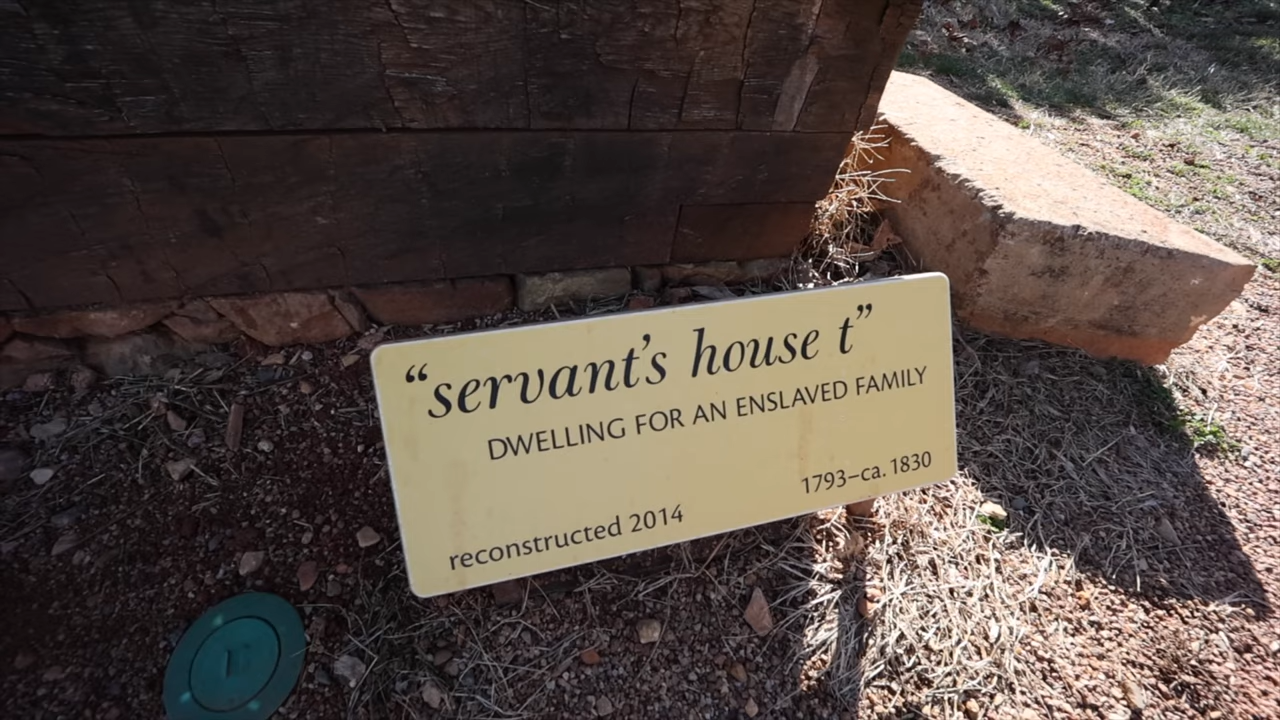 “servant’s house t”
DWELLING FOR AN ENSLAVED FAMILY
1793–ca. 1830
reconstructed 2014